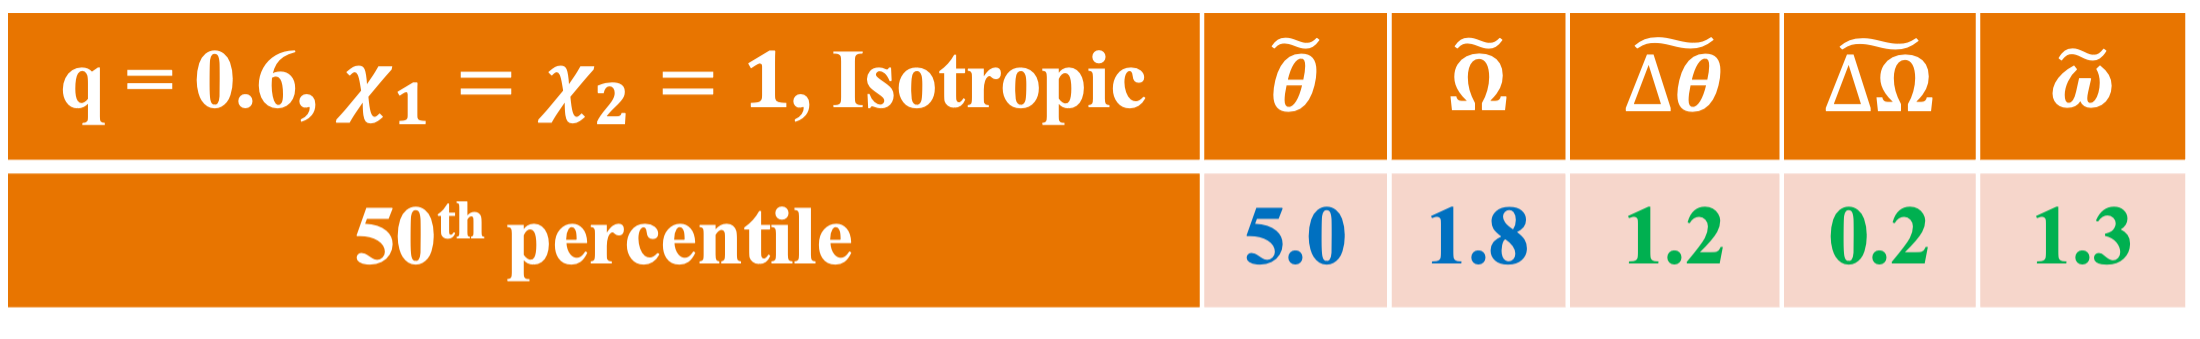 q = 0.6, χ₁ = χ₂ = 1, Isotropic θ̃ Ω̃ Δθ͠ ΔΩ͠ ω̃
50th percentile 5.0 1.8 1.2 0.2 1.3